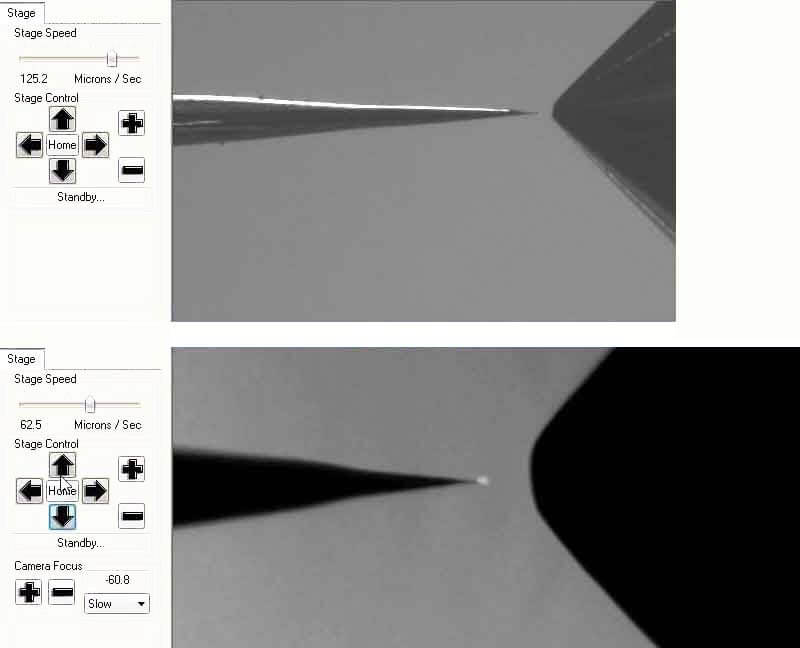 Stage
Stage Speed
125.2 Microns / Sec
Stage Control
Home
Standby...
Stage
Stage Speed
62.5 Microns / Sec
Stage Control
Home
Standby...
Camera Focus
-60.8
Slow